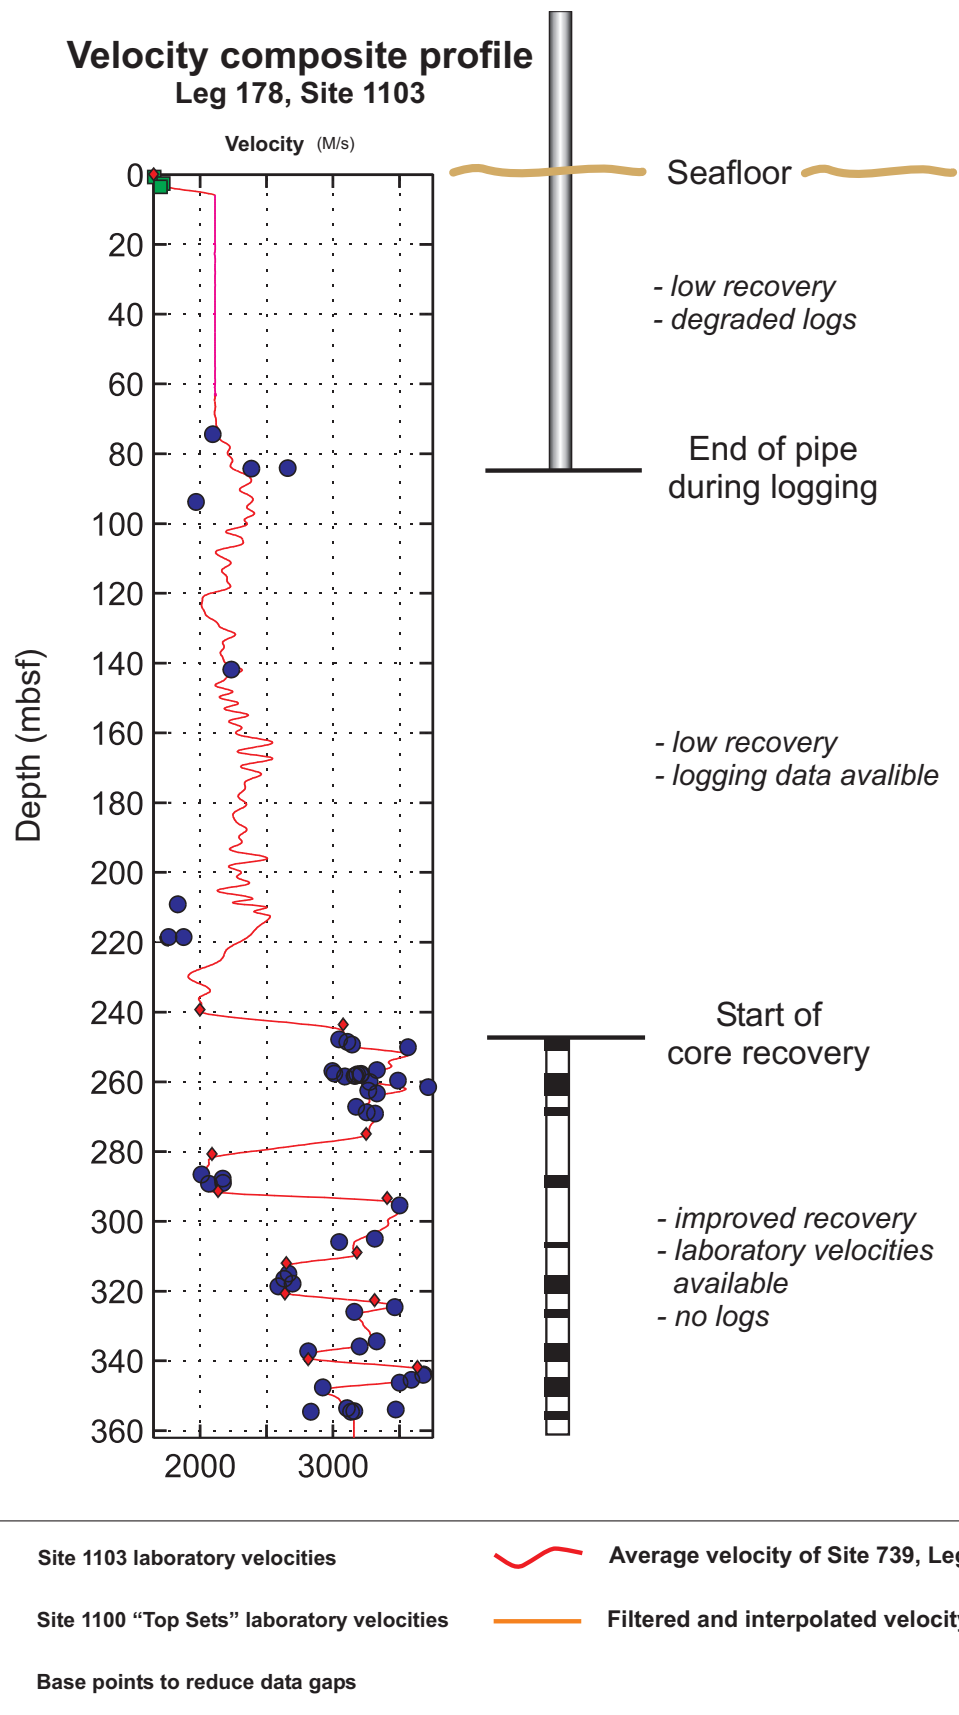 Velocity composite profile
Leg 178, Site 1103
Velocity (M/s)
0
20
40
60
80
100
120
140
160
180
200
220
240
260
280
300
320
340
360
2000 3000
Depth (mbsf)
Seafloor
- low recovery
- degraded logs
End of pipe
during logging
- low recovery
- logging data avalible
Start of
core recovery
- improved recovery
- laboratory velocities
available
- no logs
Site 1103 laboratory velocities
Average velocity of Site 739, Leg
Site 1100 “Top Sets” laboratory velocities
Filtered and interpolated velocity
Base points to reduce data gaps